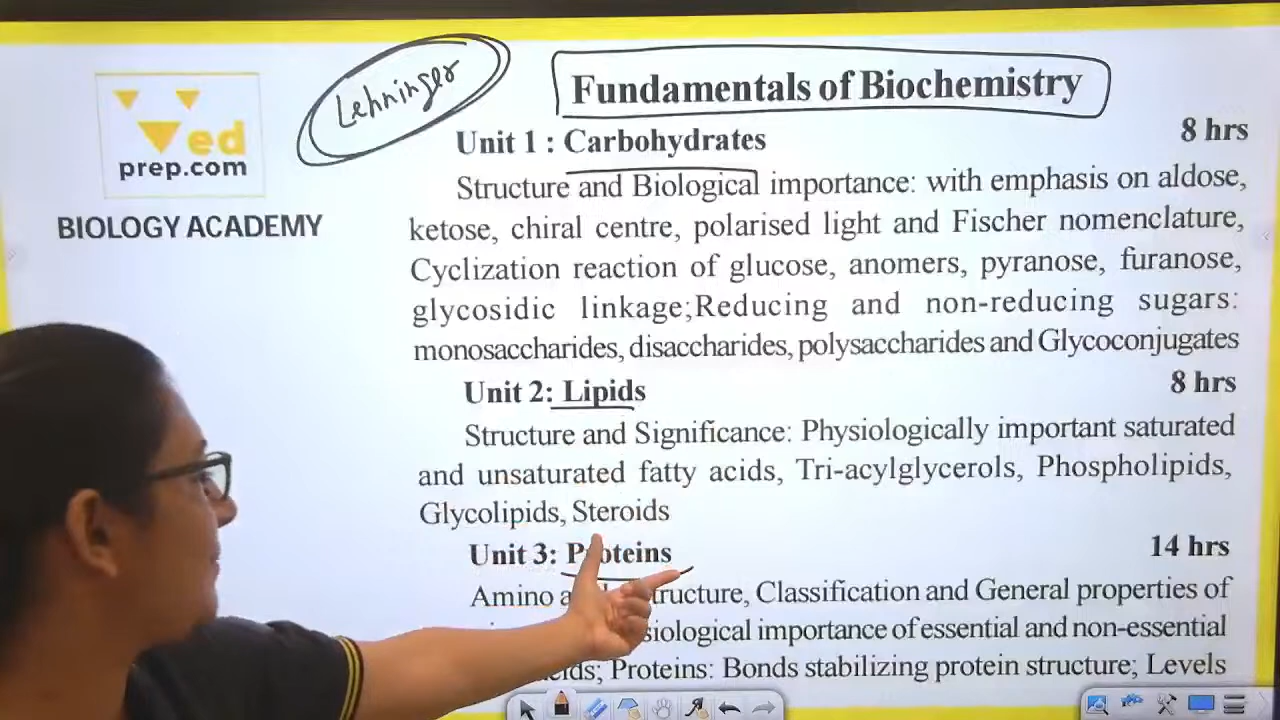 Lehninger
Fundamentals of Biochemistry
ed
prep.com
BIOLOGY ACADEMY
Unit 1 : Carbohydrates 8 hrs
Structure and Biological importance: with emphasis on aldose,
ketose, chiral centre, polarised light and Fischer nomenclature,
Cyclization reaction of glucose, anomers, pyranose, furanose,
glycosidic linkage;Reducing and non-reducing sugars:
monosaccharides, disaccharides, polysaccharides and Glycoconjugates
Unit 2: Lipids 8 hrs
Structure and Significance: Physiologically important saturated
and unsaturated fatty acids, Tri-acylglycerols, Phospholipids,
Glycolipids, Steroids
Unit 3: Proteins 14 hrs
Amino structure, Classification and General properties of
importance of essential and non-essential
Proteins: Bonds stabilizing protein structure; Levels